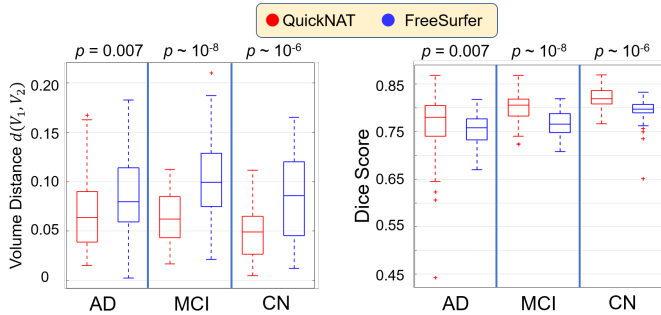 QuickNAT FreeSurfer
p = 0.007 p ~ 10⁻⁸ p ~ 10⁻⁶
Volume Distance d(V₁, V₂)
0.20
0.15
0.10
0.05
0
AD MCI CN
p = 0.007 p ~ 10⁻⁸ p ~ 10⁻⁶
Dice Score
0.85
0.75
0.65
0.55
0.45
AD MCI CN